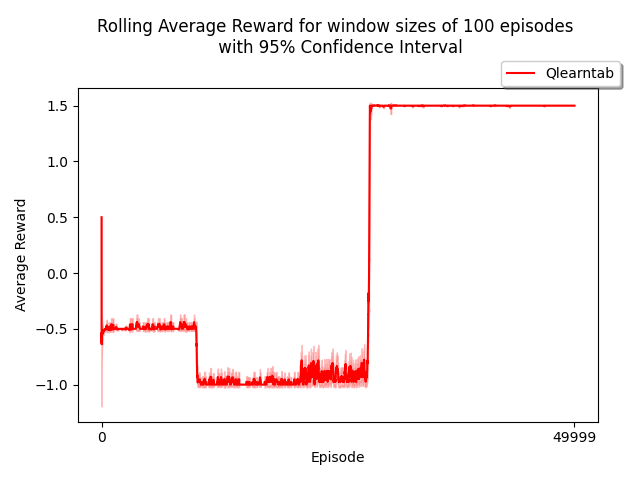 Rolling Average Reward for window sizes of 100 episodes
with 95% Confidence Interval
Qlearntab
1.5
1.0
0.5
0.0
−0.5
−1.0
Average Reward
0
49999
Episode